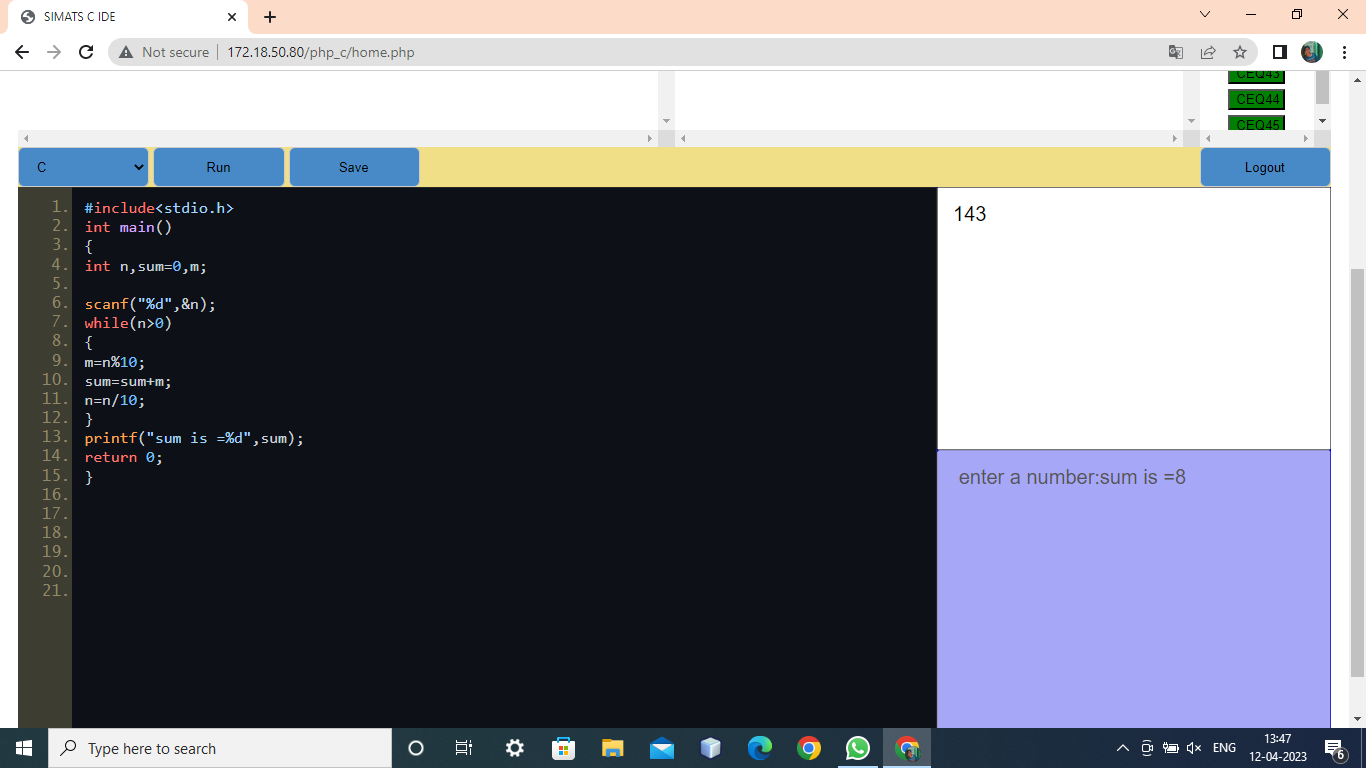 SIMATS C IDE
Not secure
172.18.50.80/php_c/home.php
CEQ43
CEQ44
CEQ45
C
Run
Save
Logout
1. #include<stdio.h>
2. int main()
3. {
4. int n,sum=0,m;
5.
6. scanf("%d",&n);
7. while(n>0)
8. {
9. m=n%10;
10. sum=sum+m;
11. n=n/10;
12. }
13. printf("sum is =%d",sum);
14. return 0;
15. }
16.
17.
18.
19.
20.
21.
143
enter a number:sum is =8
Type here to search
ENG
13:47
12-04-2023
6